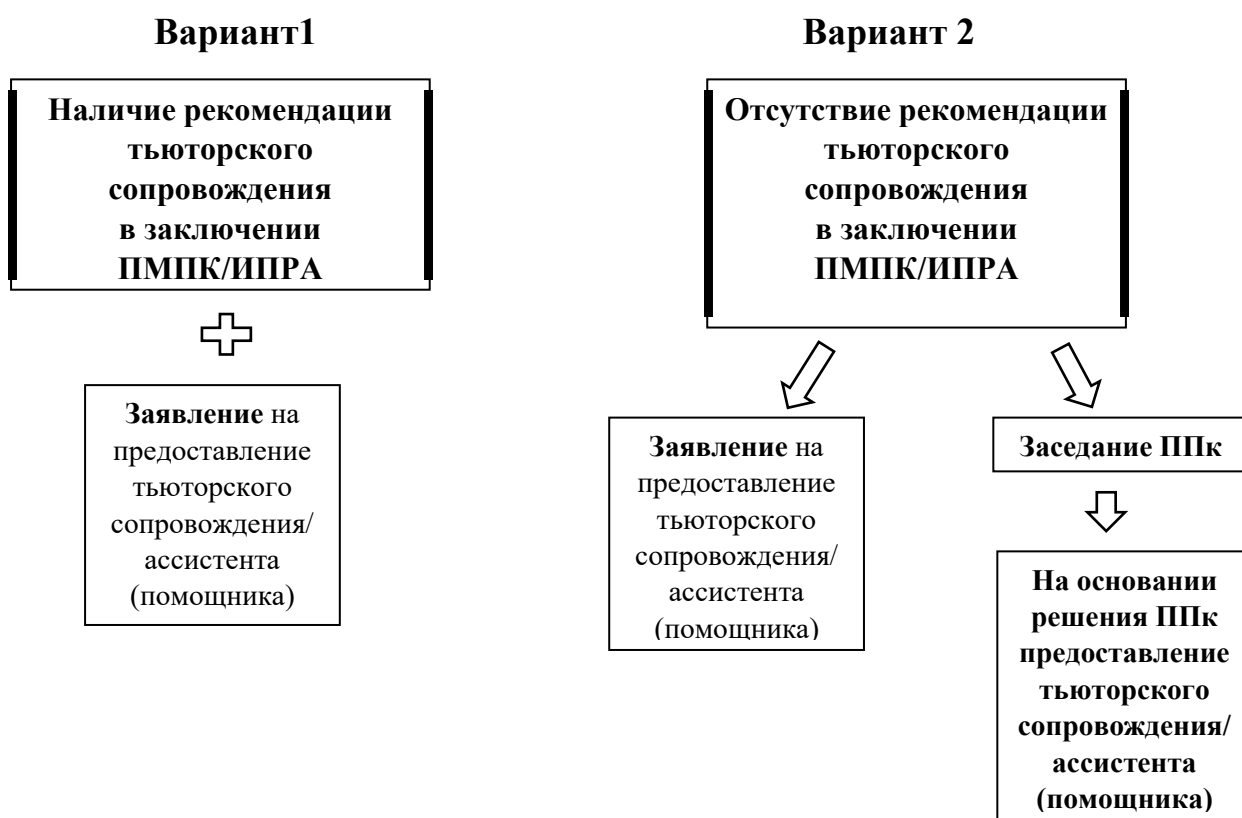 Вариант1
Наличие рекомендации
тьюторского
сопровождения
в заключении
ПМПК/ИПРА
Заявление на
предоставление
тьюторского
сопровождения/
ассистента
(помощника)
Вариант 2
Отсутствие рекомендации
тьюторского
сопровождения
в заключении
ПМПК/ИПРА
Заявление на
предоставление
тьюторского
сопровождения/
ассистента
(помощника)
Заседание ППк
На основании
решения ППк
предоставление
тьюторского
сопровождения/
ассистента
(помощника)